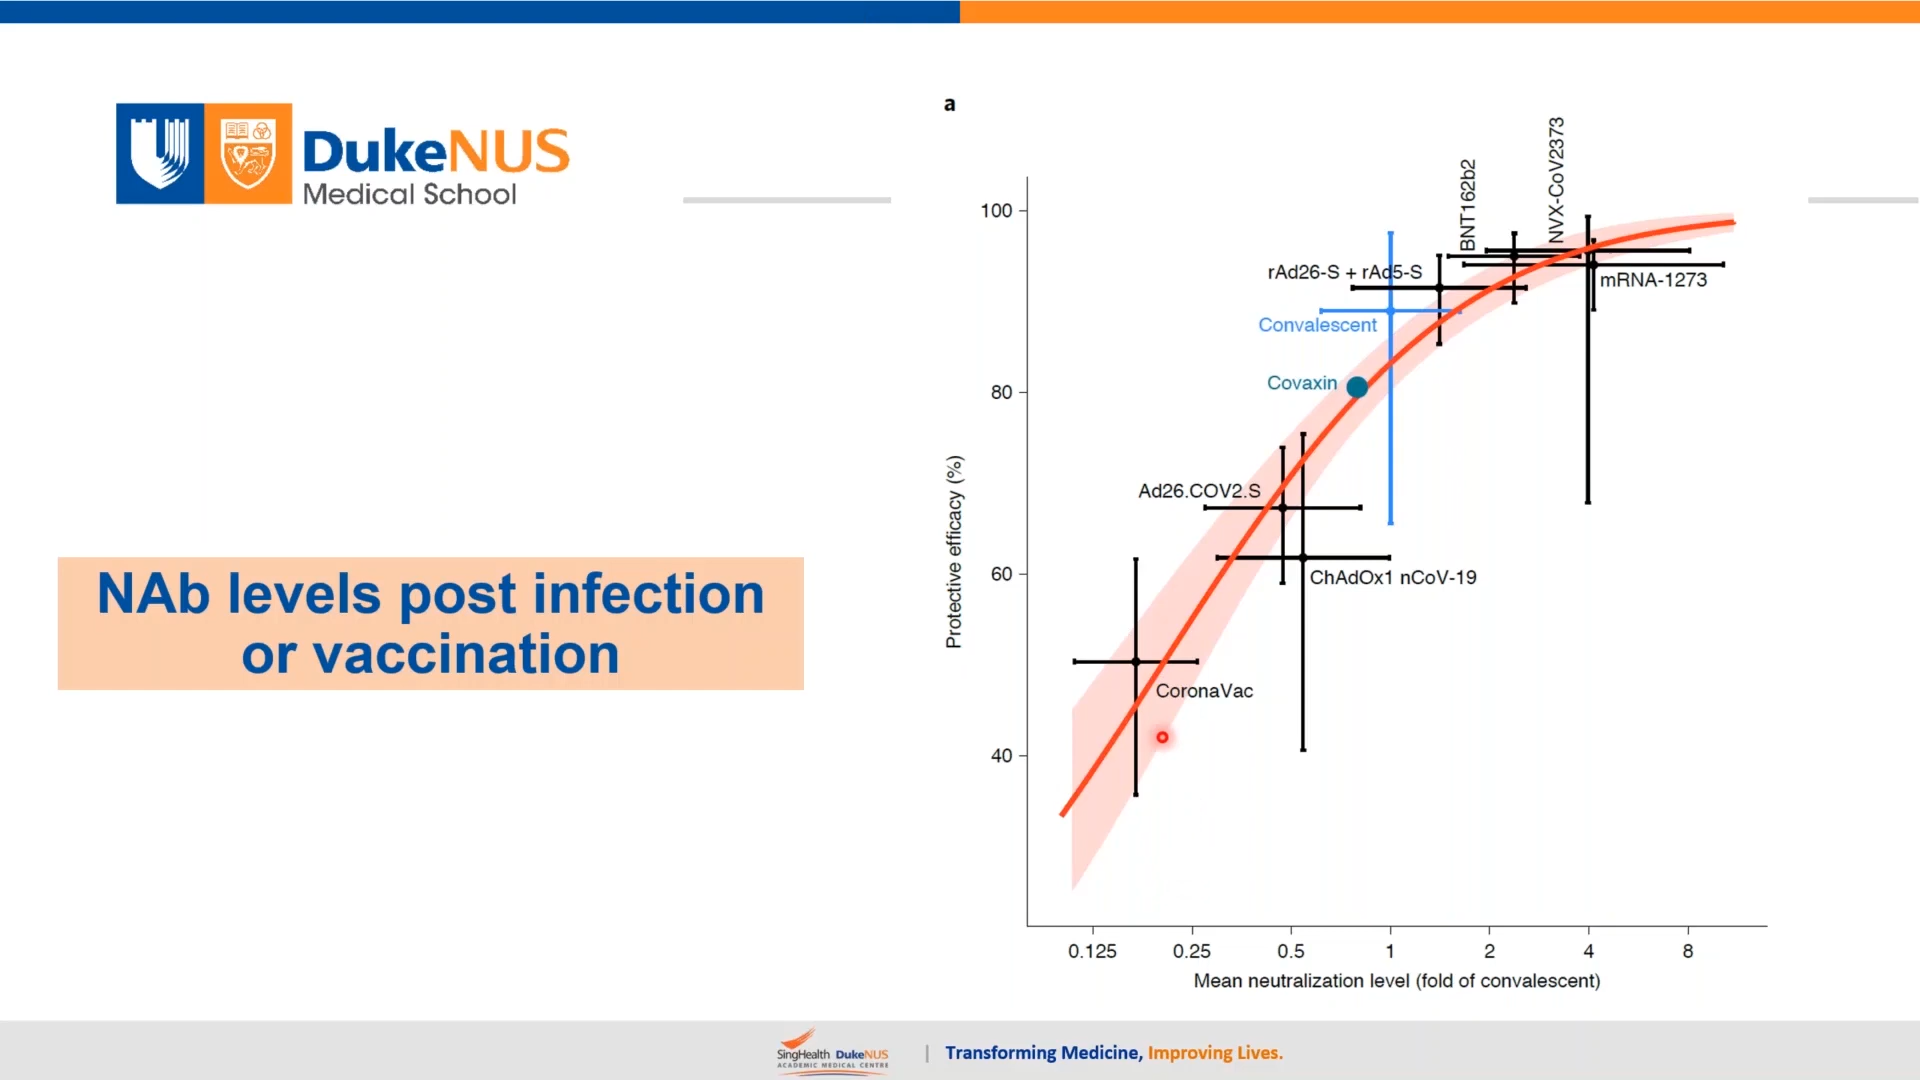 DukeNUS
Medical School
NAb levels post infection
or vaccination
a
Protective efficacy (%)
100
80
60
40
BNT162b2
NVX-CoV2373
rAd26-S + rAd5-S
mRNA-1273
Convalescent
Covaxin
Ad26.COV2.S
ChAdOx1 nCoV-19
CoronaVac
0.125 0.25 0.5 1 2 4 8
Mean neutralization level (fold of convalescent)
SingHealth DukeNUS
ACADEMIC MEDICAL CENTRE
| Transforming Medicine, Improving Lives.